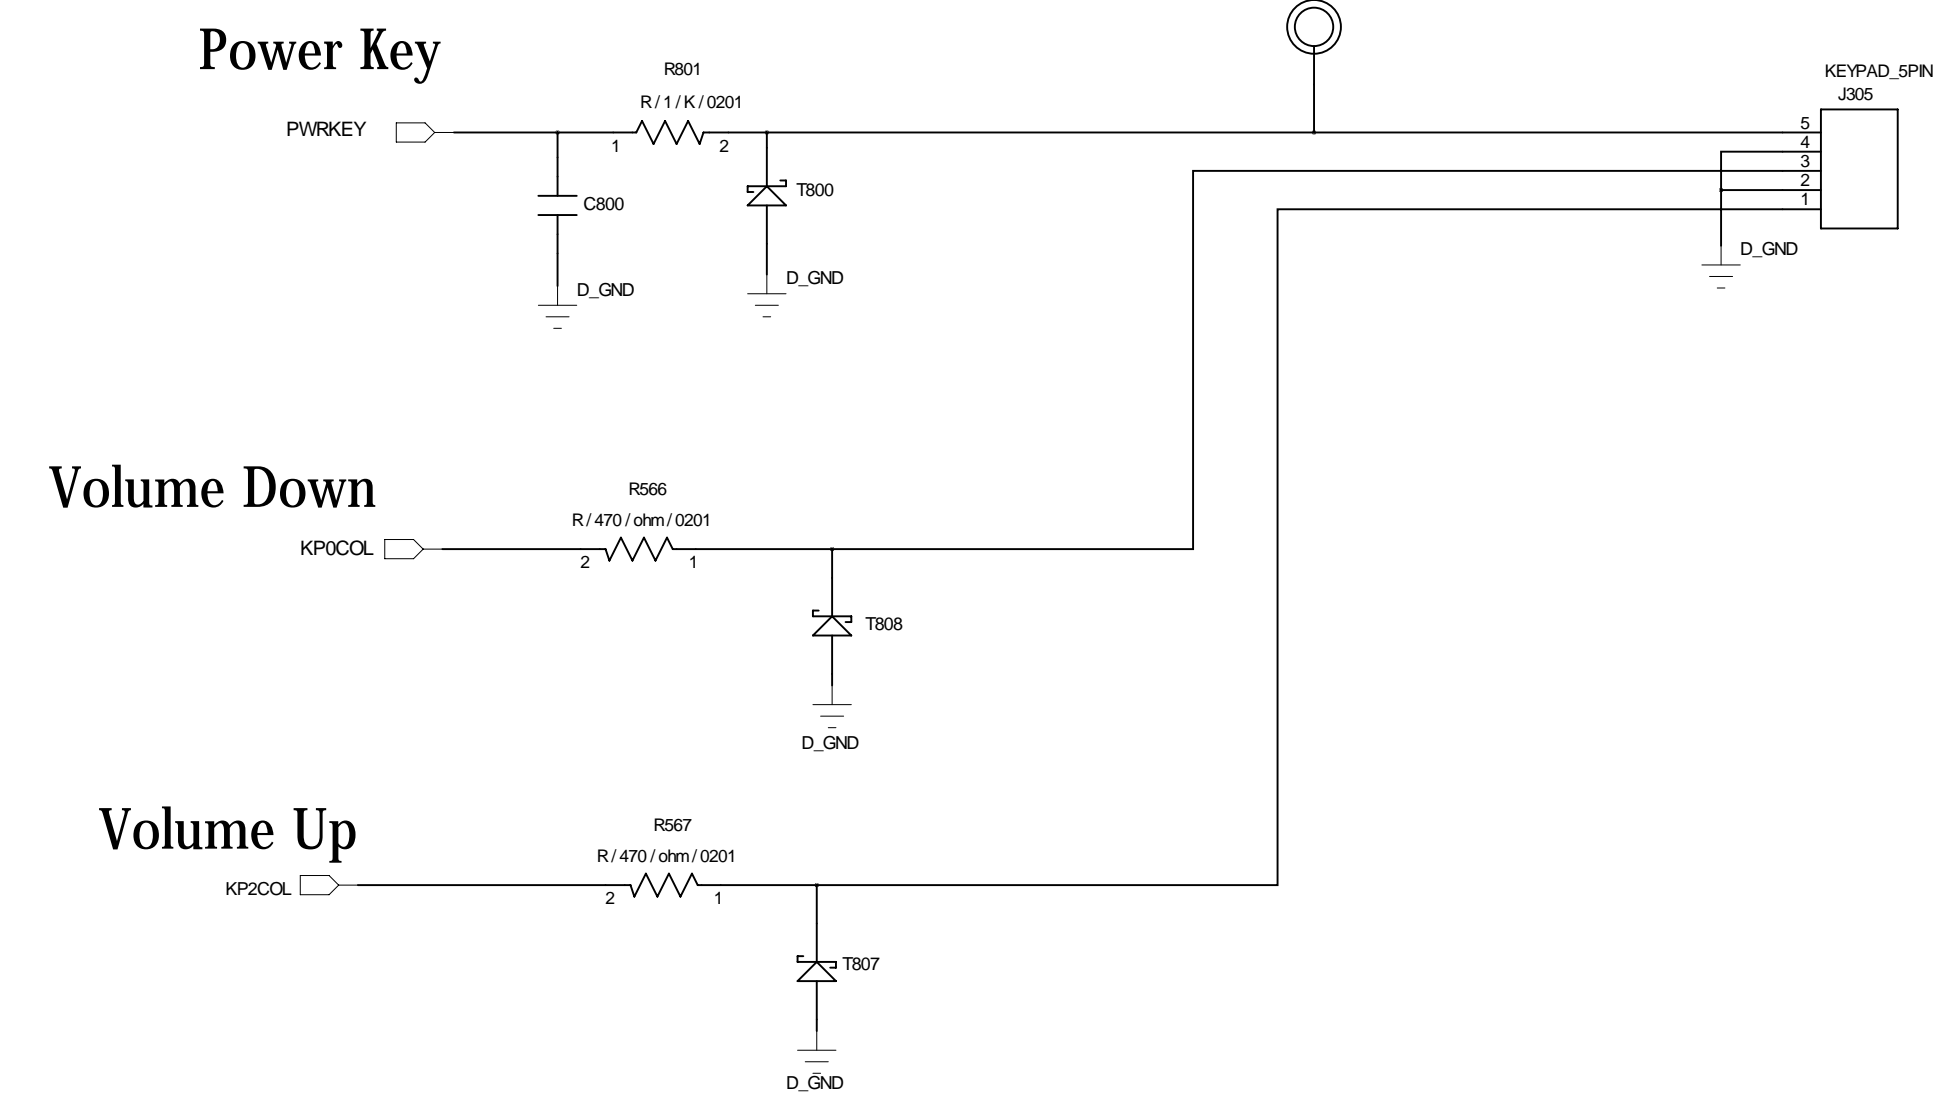 Power Key
R801
R / 1 / K / 0201
PWRKEY
1
2
C800
T800
D_GND
D_GND
KEYPAD_5PIN
J305
5
4
3
2
1
D_GND
Volume Down
R566
R / 470 / ohm / 0201
KP0COL
2
1
T808
D_GND
Volume Up
R567
R / 470 / ohm / 0201
KP2COL
2
1
T807
D_GND